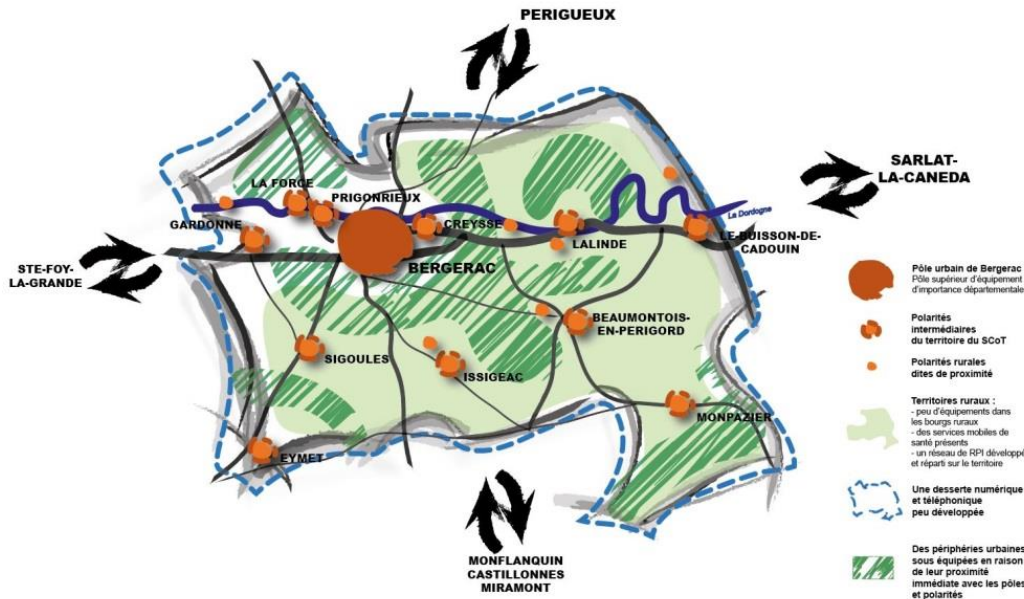 PERIGUEUX
SARLAT-
LA-CANEDA
LA FORCE
PRIGONRIEUX
GARDONNE
CREYSSE
La Dordogne
LE-BUISSON-DE-
CADOUIN
LALINDE
BERGERAC
STE-FOY-
LA-GRANDE
BEAUMONTOIS-
EN-PERIGORD
SIGOULES
ISSIGEAC
MONPAZIER
EYMET
MONFLANQUIN
CASTILLONNES
MIRAMONT
Pôle urbain de Bergerac
Pôle supérieur d'équipement
d'importance départementale
Polarités
intermédiaires
du territoire du SCoT
Polarités rurales
dites de proximité
Territoires ruraux :
- peu d'équipements dans
les bourgs ruraux
- des services mobiles de
santé présents
- un réseau de RPI développé
et réparti sur le territoire
Une desserte numérique
et téléphonique
peu développée
Des périphéries urbaines
sous équipées en raison
de leur proximité
immédiate avec les pôles
et polarités